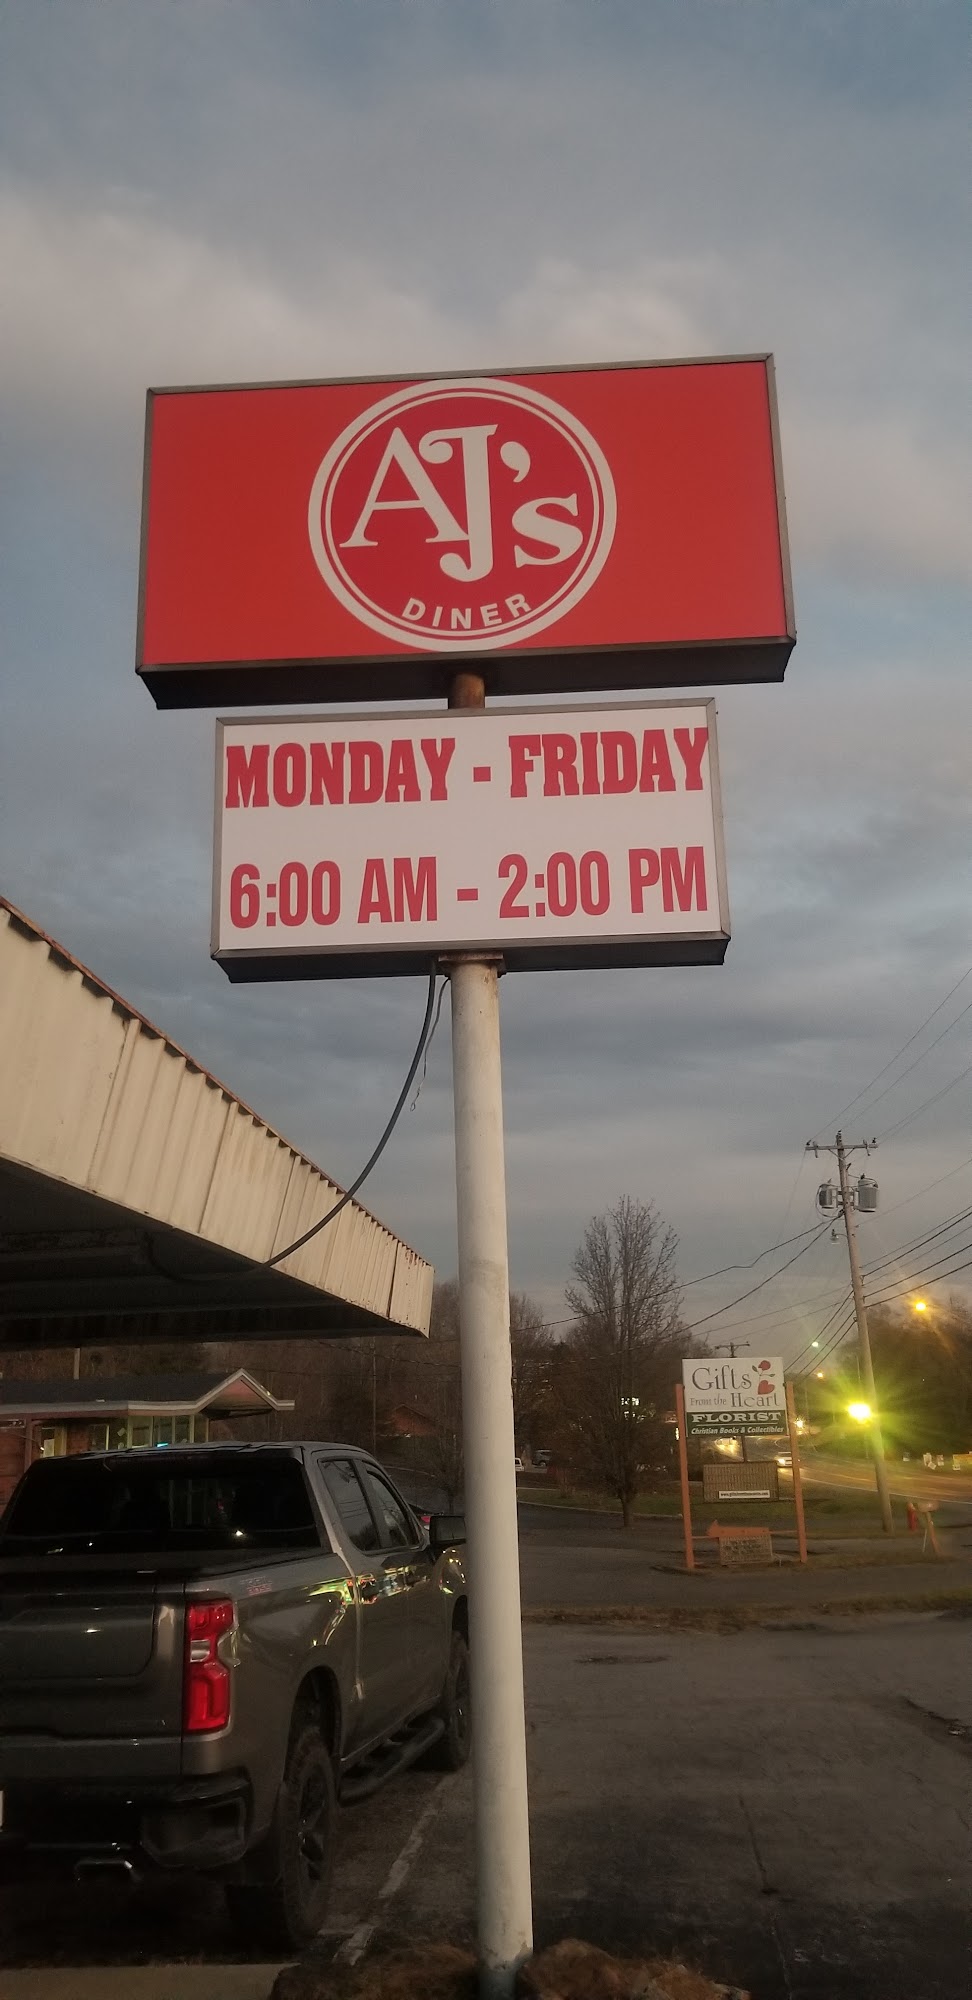 AJ's
DINER
MONDAY - FRIDAY
6:00 AM - 2:00 PM
Gifts
From the Heart
FLORIST
Christian Books & Collectibles